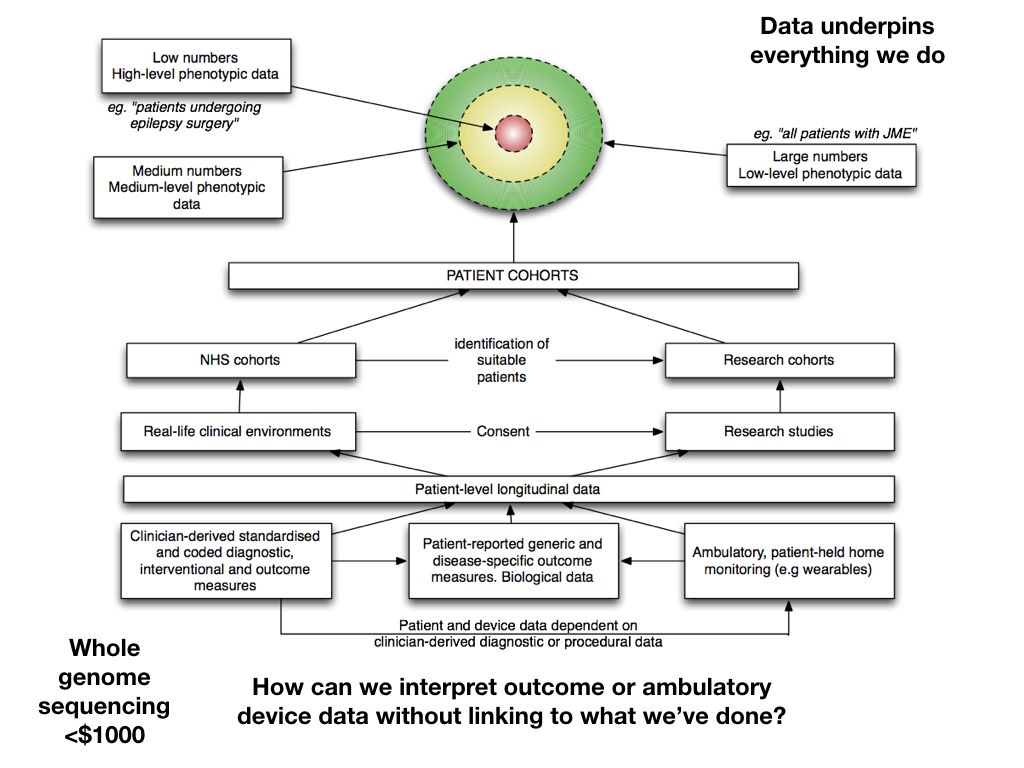 Data underpins
everything we do
Low numbers
High-level phenotypic data
eg. "patients undergoing
epilepsy surgery"
Medium numbers
Medium-level phenotypic
data
eg. "all patients with JME"
Large numbers
Low-level phenotypic data
PATIENT COHORTS
NHS cohorts
identification of
suitable
patients
Research cohorts
Real-life clinical environments
Consent
Research studies
Patient-level longitudinal data
Clinician-derived standardised
and coded diagnostic,
interventional and outcome
measures
Patient-reported generic and
disease-specific outcome
measures. Biological data
Ambulatory, patient-held home
monitoring (e.g wearables)
Patient and device data dependent on
clinician-derived diagnostic or procedural data
Whole
genome
sequencing
<$1000
How can we interpret outcome or ambulatory
device data without linking to what we’ve done?